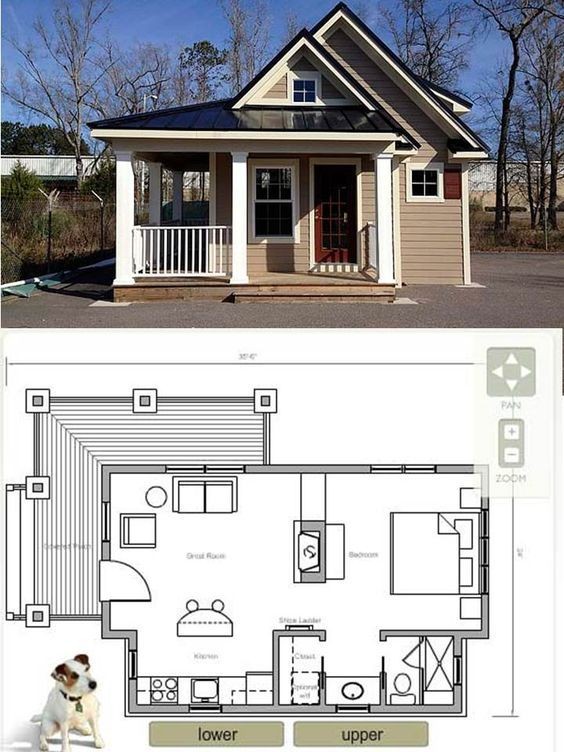 35'-6"
PAN
ZOOM
Covered Porch
Great Room
Bedroom
Ships Ladder
Kitchen
Closet
Optional
w/d
lower
upper